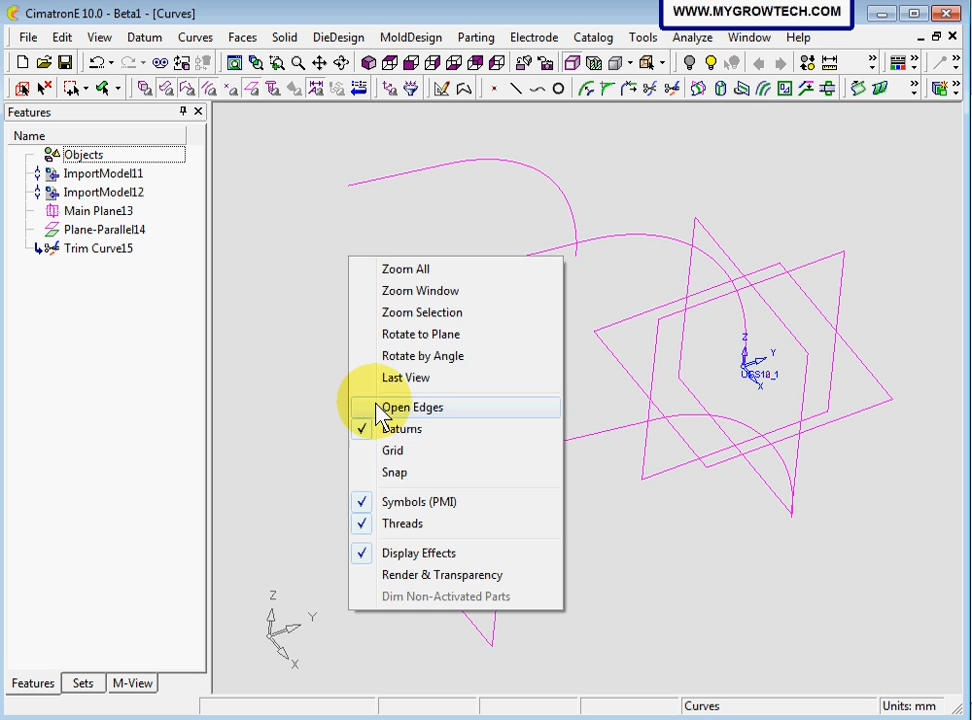 CimatronE 10.0 - Beta1 - [Curves]
WWW.MYGROWTECH.COM
File Edit View Datum Curves Faces Solid DieDesign MoldDesign Parting Electrode Catalog Tools Analyze Window Help
Features
Name
Objects
ImportModel11
ImportModel12
Main Plane13
Plane-Parallel14
Trim Curve15
Zoom All
Zoom Window
Zoom Selection
Rotate to Plane
Rotate by Angle
Last View
Open Edges
Datums
Grid
Snap
Symbols (PMI)
Threads
Display Effects
Render & Transparency
Dim Non-Activated Parts
Z
Y
X
UCS10_1
Z
Y
X
Features Sets M-View
Curves Units: mm